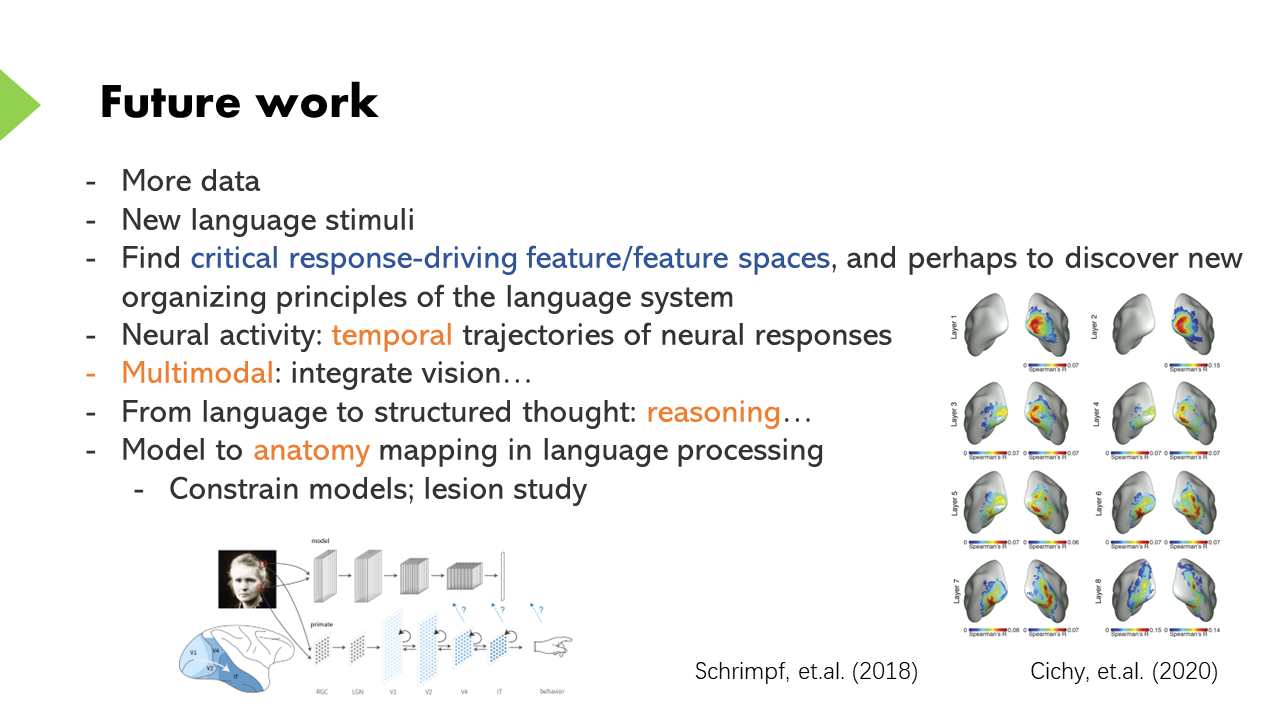 Future work
- More data
- New language stimuli
- Find critical response-driving feature/feature spaces, and perhaps to discover new
organizing principles of the language system
- Neural activity: temporal trajectories of neural responses
- Multimodal: integrate vision…
- From language to structured thought: reasoning…
- Model to anatomy mapping in language processing
- Constrain models; lesion study
Layer 1
0 0.07
Spearman's R
Layer 2
0 0.15
Spearman's R
Layer 3
0 0.07 0 0.07
Spearman's R Spearman's R
Layer 4
0 0.07 0 0.07
Spearman's R Spearman's R
Layer 5
0 0.07 0 0.06
Spearman's R Spearman's R
Layer 6
0 0.07 0 0.07
Spearman's R Spearman's R
Layer 7
0 0.08 0 0.07
Spearman's R Spearman's R
Layer 8
0 0.15 0 0.14
Spearman's R Spearman's R
model
primate
? ? ?
V1 V2 V4 IT
RGC LGN V1 V2 V4 IT behavior
Schrimpf, et.al. (2018)
Cichy, et.al. (2020)